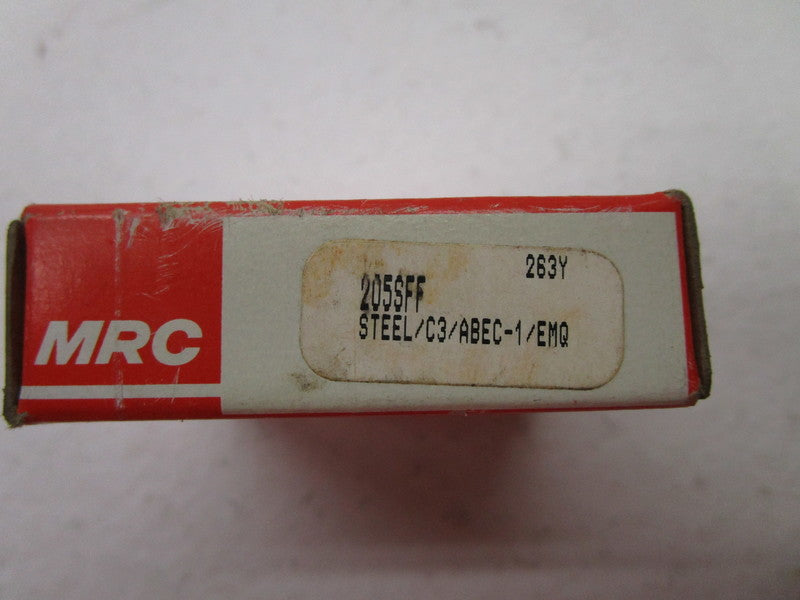 MRC
263Y
205SFF
STEEL/C3/ABEC-1/EMQ